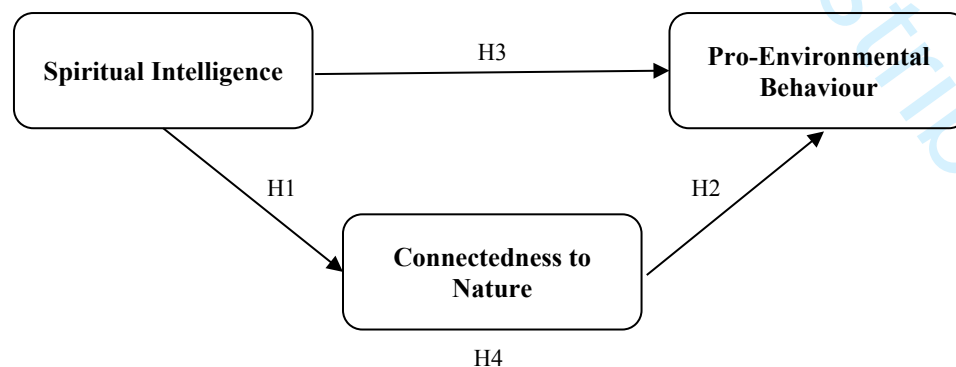 H3
Spiritual Intelligence
Pro-Environmental
Behaviour
H1
H2
Connectedness to
Nature
H4